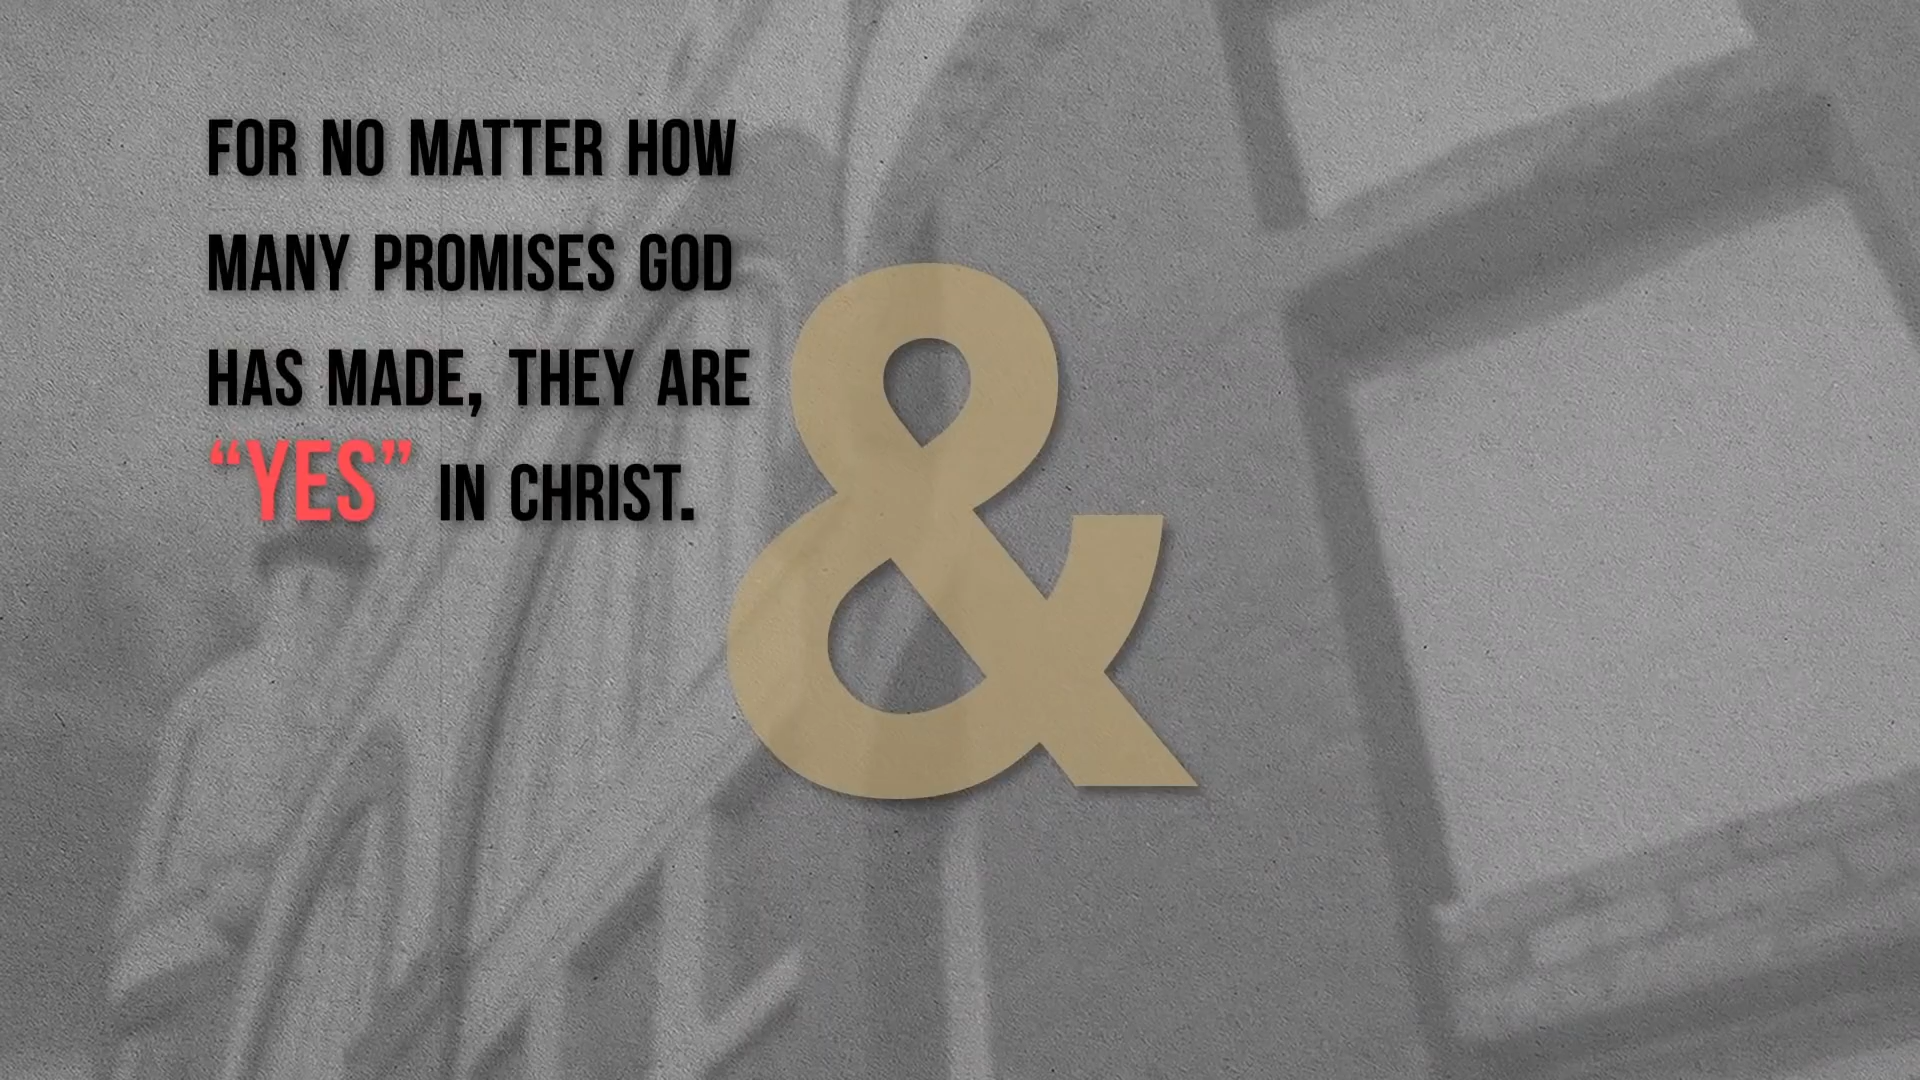 FOR NO MATTER HOW
MANY PROMISES GOD
HAS MADE, THEY ARE
“YES” IN CHRIST.
&